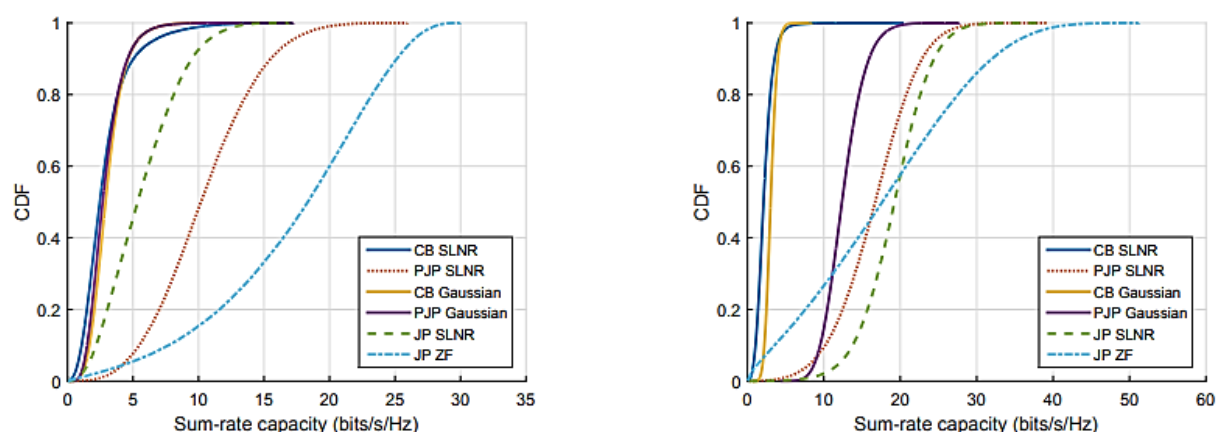 1
0.8
0.6
0.4
0.2
0
CDF
0 5 10 15 20 25 30 35
Sum-rate capacity (bits/s/Hz)
CB SLNR
PJP SLNR
CB Gaussian
PJP Gaussian
JP SLNR
JP ZF
1
0.8
0.6
0.4
0.2
0
CDF
0 10 20 30 40 50 60
Sum-rate capacity (bits/s/Hz)
CB SLNR
PJP SLNR
CB Gaussian
PJP Gaussian
JP SLNR
JP ZF